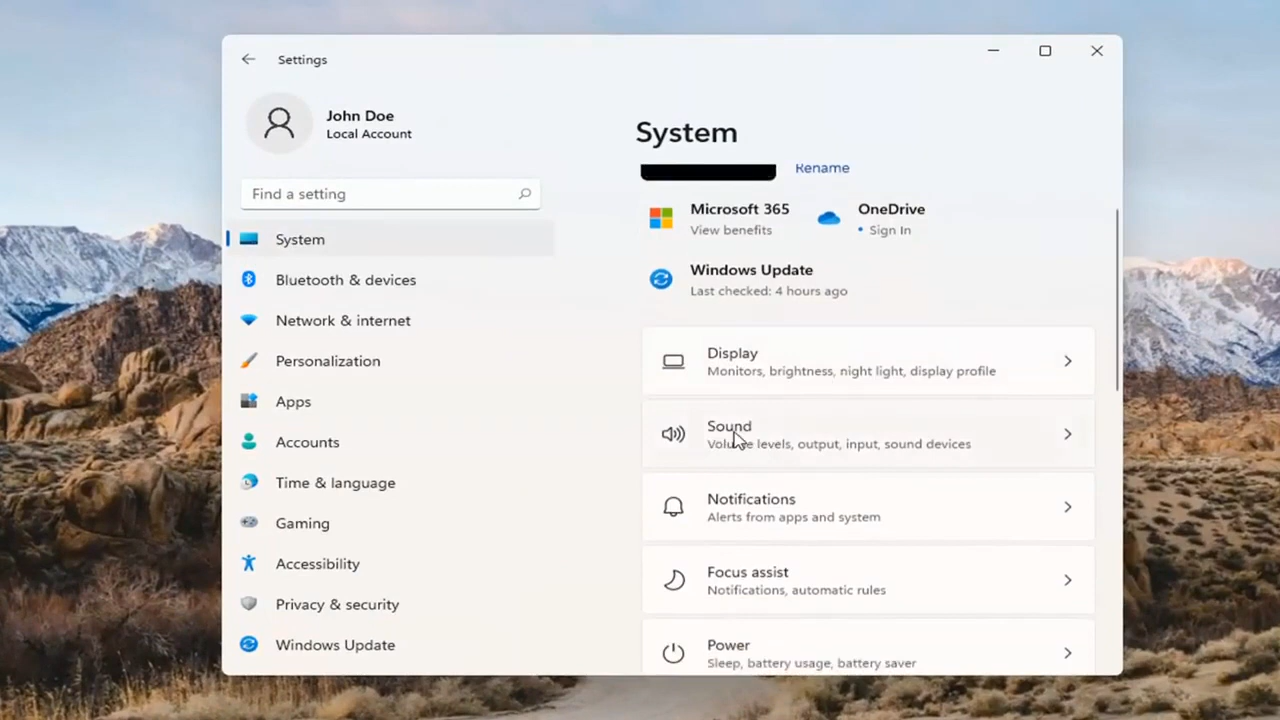 Settings
John Doe
Local Account
Find a setting
System
Bluetooth & devices
Network & internet
Personalization
Apps
Accounts
Time & language
Gaming
Accessibility
Privacy & security
Windows Update
System
Rename
Microsoft 365
View benefits
OneDrive
• Sign In
Windows Update
Last checked: 4 hours ago
Display
Monitors, brightness, night light, display profile
Sound
Volume levels, output, input, sound devices
Notifications
Alerts from apps and system
Focus assist
Notifications, automatic rules
Power
Sleep, battery usage, battery saver